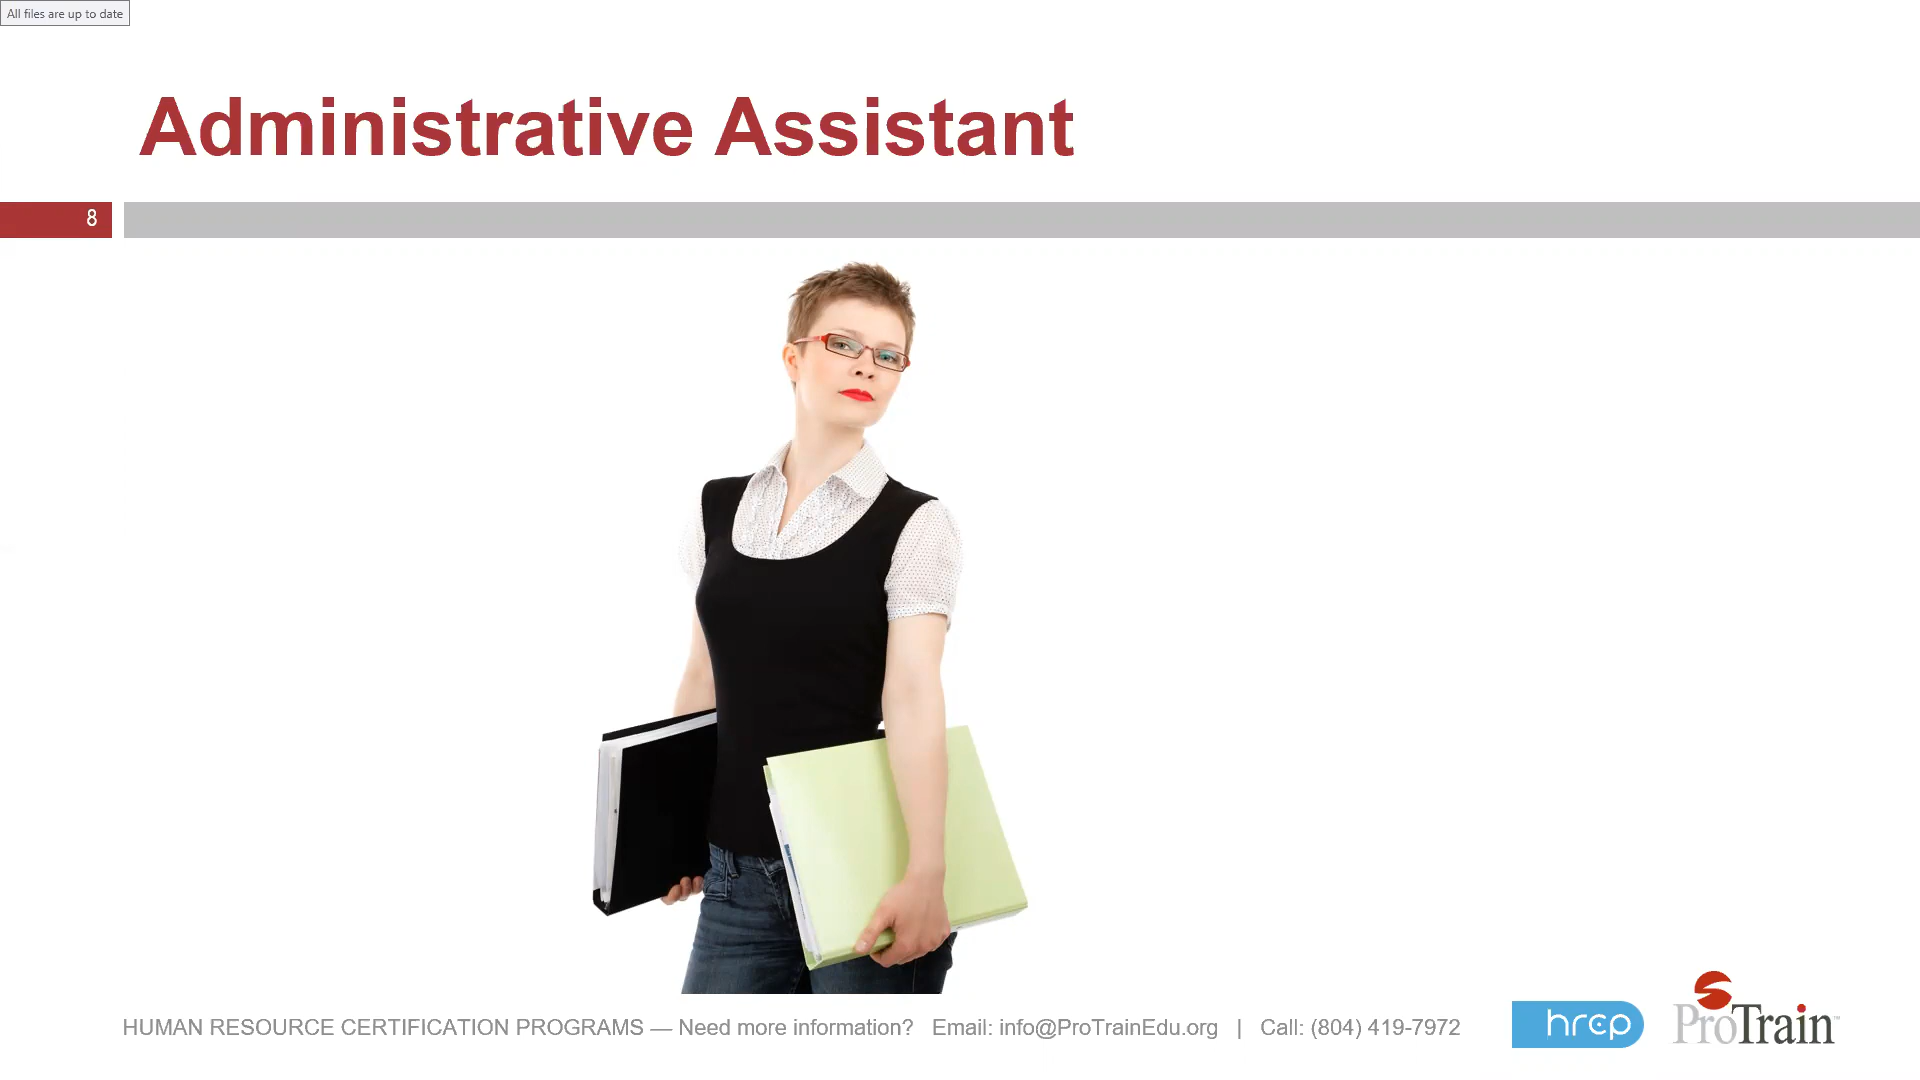 All files are up to date
Administrative Assistant
8
HUMAN RESOURCE CERTIFICATION PROGRAMS — Need more information? Email: info@ProTrainEdu.org | Call: (804) 419-7972
hrcp
ProTrain™